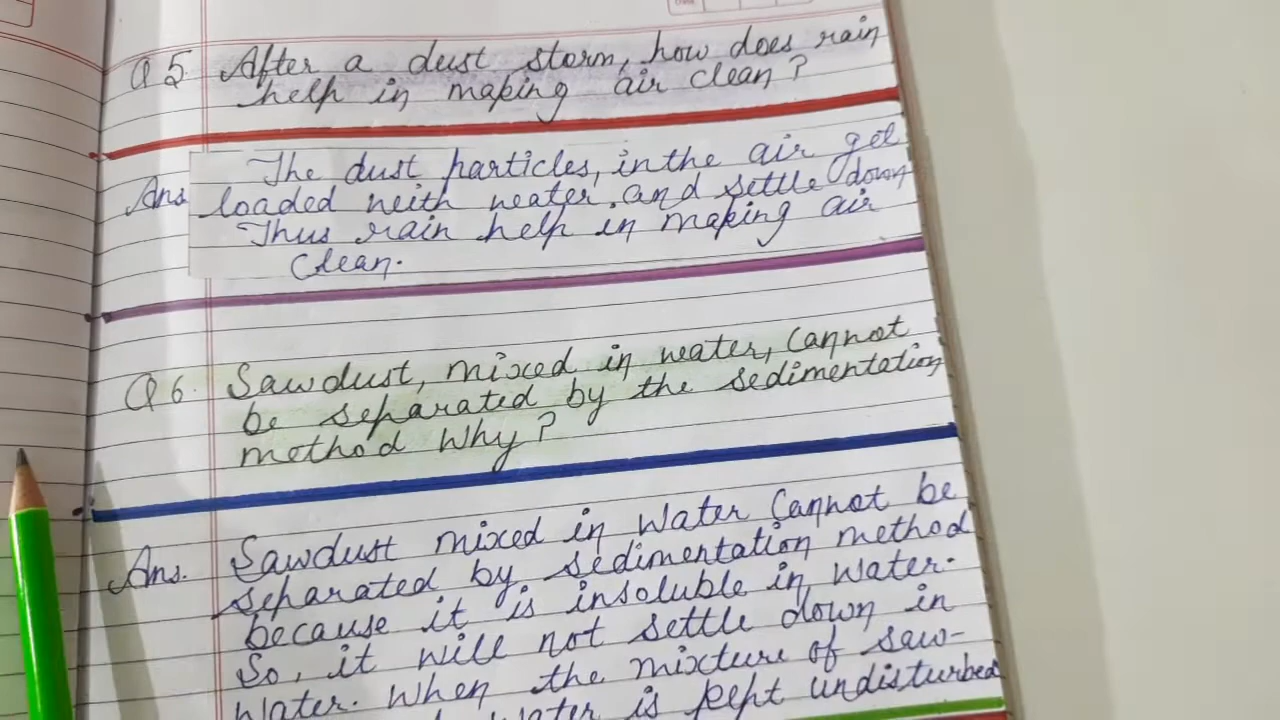 Q 5 After a dust storm, how does rain
help in making air clean?
The dust particles, in the air get
Ans loaded with water. and settle down
Thus rain help in making air
Clean.
Q 6. Sawdust, mixed in water, Cannot
be separated by the sedimentation
method Why?
Ans. Sawdust mixed in Water Cannot be
separated by sedimentation method
because it is insoluble in water.
So, it will not settle down in
Water. When the mixture of saw-
Water is kept undisturbed